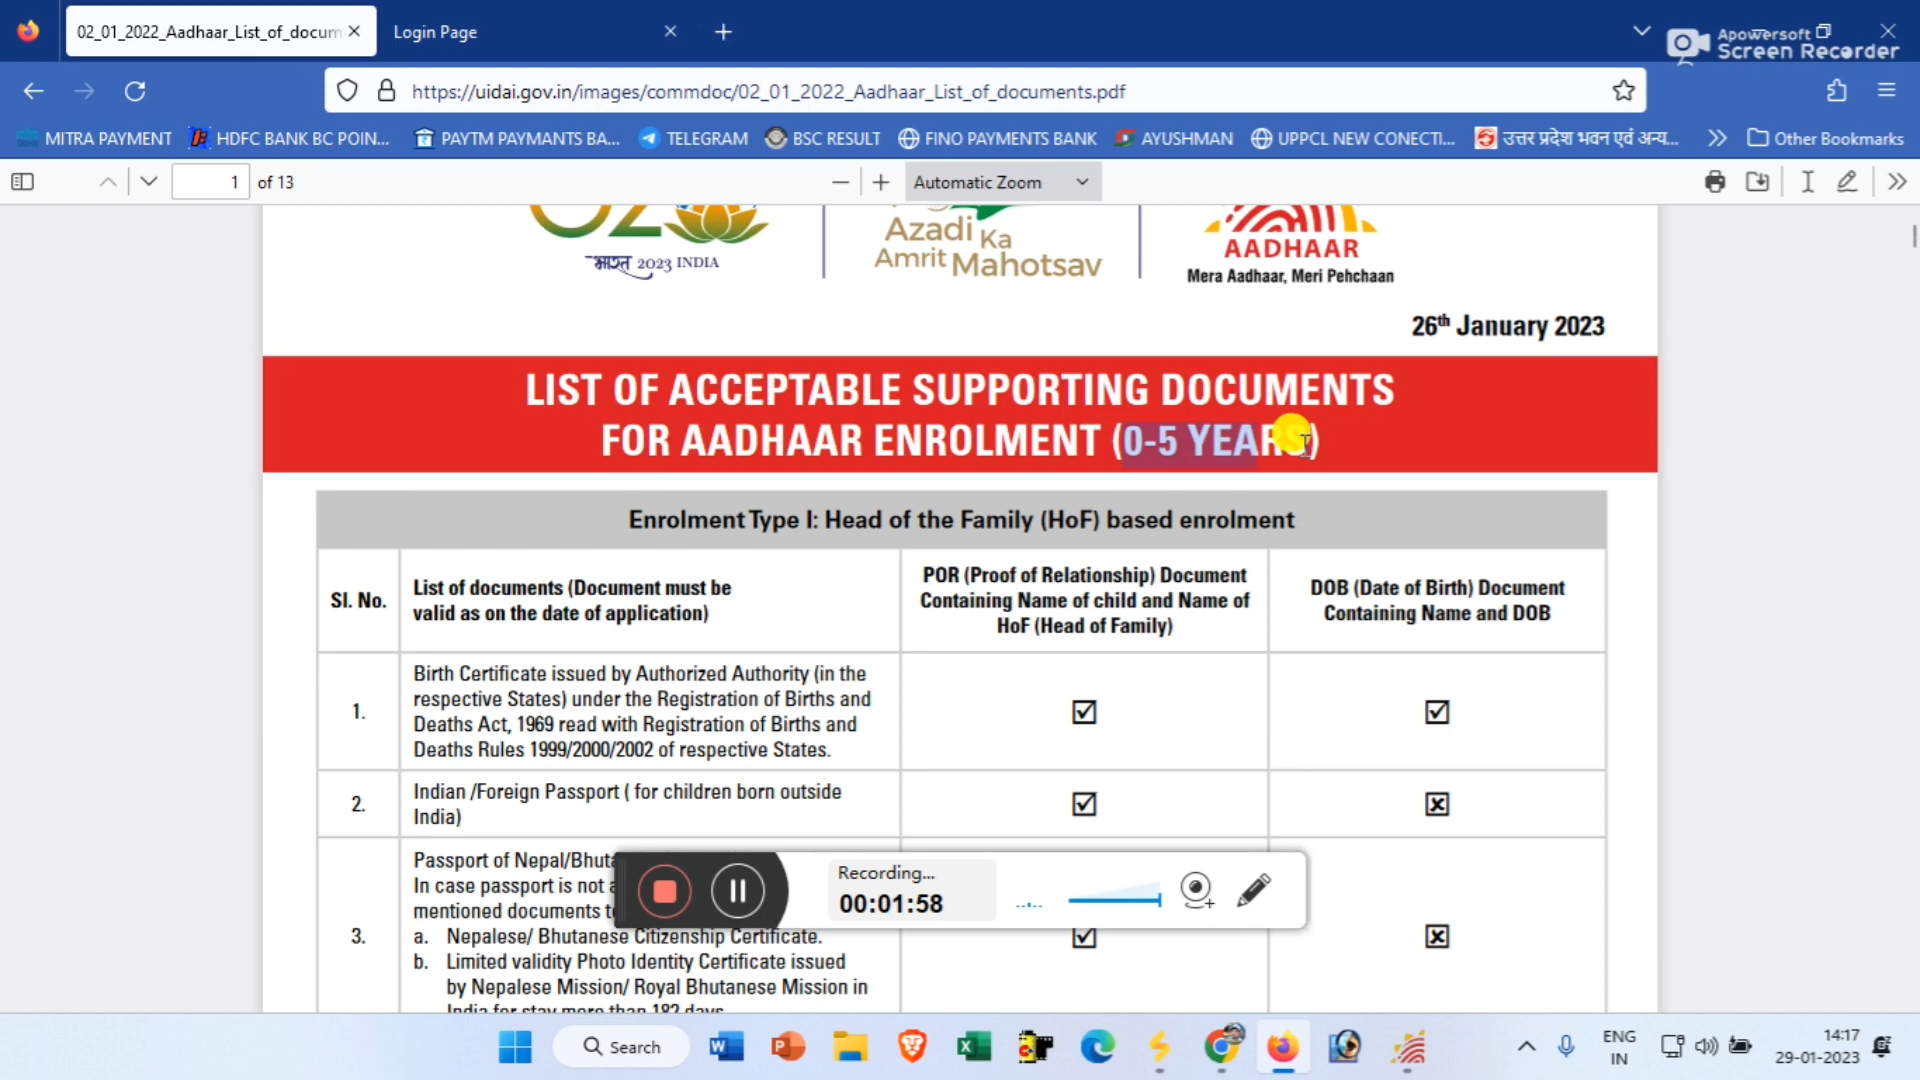 02_01_2022_Aadhaar_List_of_docum
Login Page
Apowersoft
Screen Recorder
https://uidai.gov.in/images/commdoc/02_01_2022_Aadhaar_List_of_documents.pdf
MITRA PAYMENT
HDFC BANK BC POIN...
PAYTM PAYMANTS BA...
TELEGRAM
BSC RESULT
FINO PAYMENTS BANK
AYUSHMAN
UPPCL NEW CONECTI...
उत्तर प्रदेश भवन एवं अन्य...
Other Bookmarks
1 of 13
Automatic Zoom
भारत 2023 INDIA
Azadi Ka
Amrit Mahotsav
AADHAAR
Mera Aadhaar, Meri Pehchaan
26th January 2023
LIST OF ACCEPTABLE SUPPORTING DOCUMENTS
FOR AADHAAR ENROLMENT (0-5 YEARS)
Enrolment Type I: Head of the Family (HoF) based enrolment
Sl. No.
List of documents (Document must be
valid as on the date of application)
POR (Proof of Relationship) Document
Containing Name of child and Name of
HoF (Head of Family)
DOB (Date of Birth) Document
Containing Name and DOB
1.
Birth Certificate issued by Authorized Authority (in the
respective States) under the Registration of Births and
Deaths Act, 1969 read with Registration of Births and
Deaths Rules 1999/2000/2002 of respective States.
2.
Indian /Foreign Passport ( for children born outside
India)
3.
Passport of Nepal/Bhuta
In case passport is not a
mentioned documents t
a. Nepalese/ Bhutanese Citizenship Certificate.
b. Limited validity Photo Identity Certificate issued
by Nepalese Mission/ Royal Bhutanese Mission in
India for stay more than 182 days
Recording...
00:01:58
Search
ENG
IN
14:17
29-01-2023